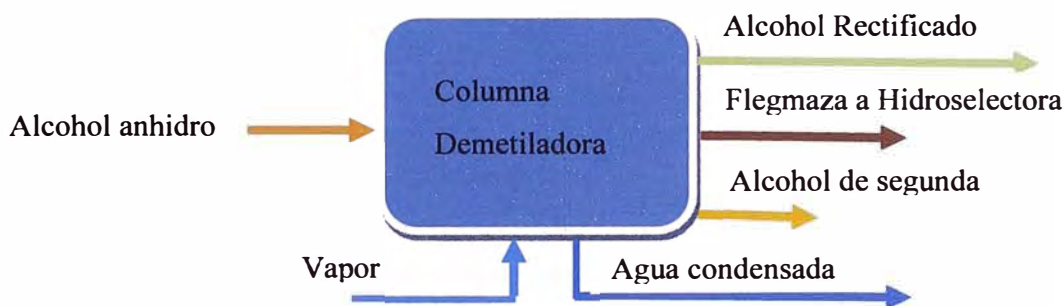 Alcohol Rectificado
Columna
Demetiladora
Flegmaza a Hidroselectora
Alcohol anhidro
Alcohol de segunda
Vapor
Agua condensada